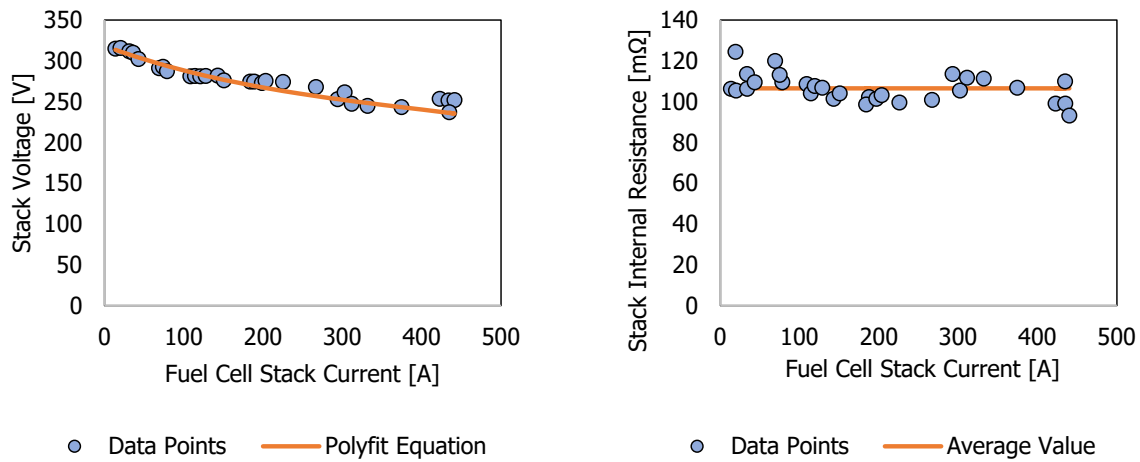 Stack Voltage [V]
350
300
250
200
150
100
50
0
0 100 200 300 400 500
Fuel Cell Stack Current [A]
Data Points Polyfit Equation
Stack Internal Resistance [mΩ]
140
120
100
80
60
40
20
0
0 100 200 300 400 500
Fuel Cell Stack Current [A]
Data Points Average Value